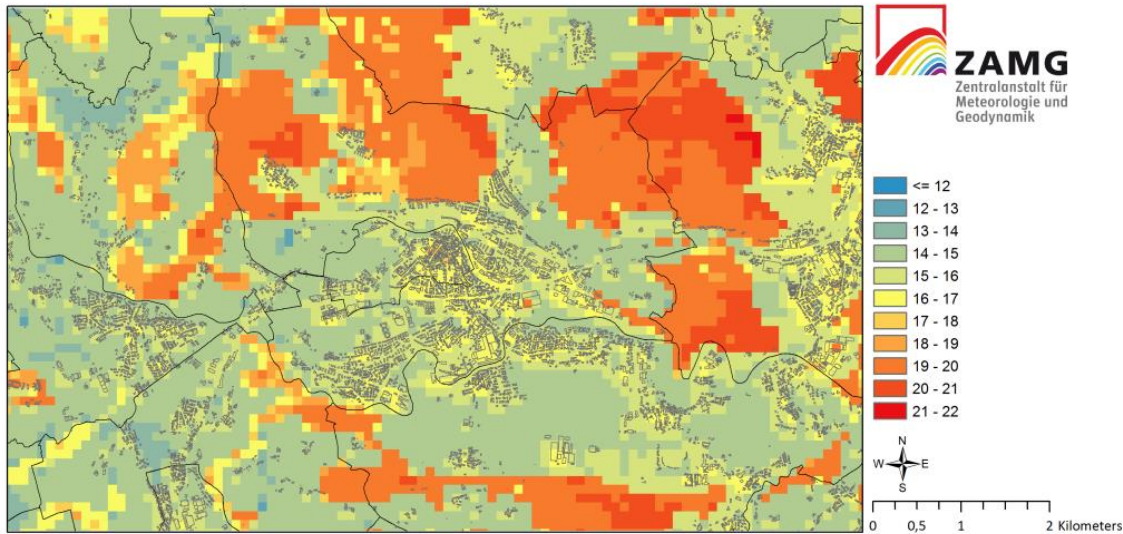 ZAMG
Zentralanstalt für
Meteorologie und
Geodynamik
<= 12
12 - 13
13 - 14
14 - 15
15 - 16
16 - 17
17 - 18
18 - 19
19 - 20
20 - 21
21 - 22
N
W E
S
0 0,5 1 2 Kilometers